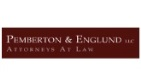 PEMBERTON & ENGLUND LLC
ATTORNEYS AT LAW